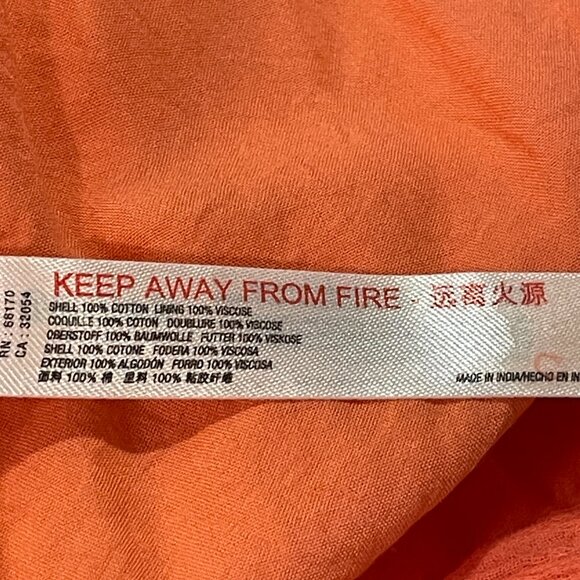 RN : 66170
CA : 32054
KEEP AWAY FROM FIRE - 远离火源
SHELL 100% COTTON LINING 100% VISCOSE
COQUILLE 100% COTON DOUBLURE 100% VISCOSE
OBERSTOFF 100% BAUMWOLLE FUTTER 100% VISKOSE
SHELL 100% COTONE FODERA 100% VISCOSA
EXTERIOR 100% ALGODÓN FORRO 100% VISCOSA
面料 100% 棉 里料 100% 黏胶纤维
MADE IN INDIA/HECHO EN IN